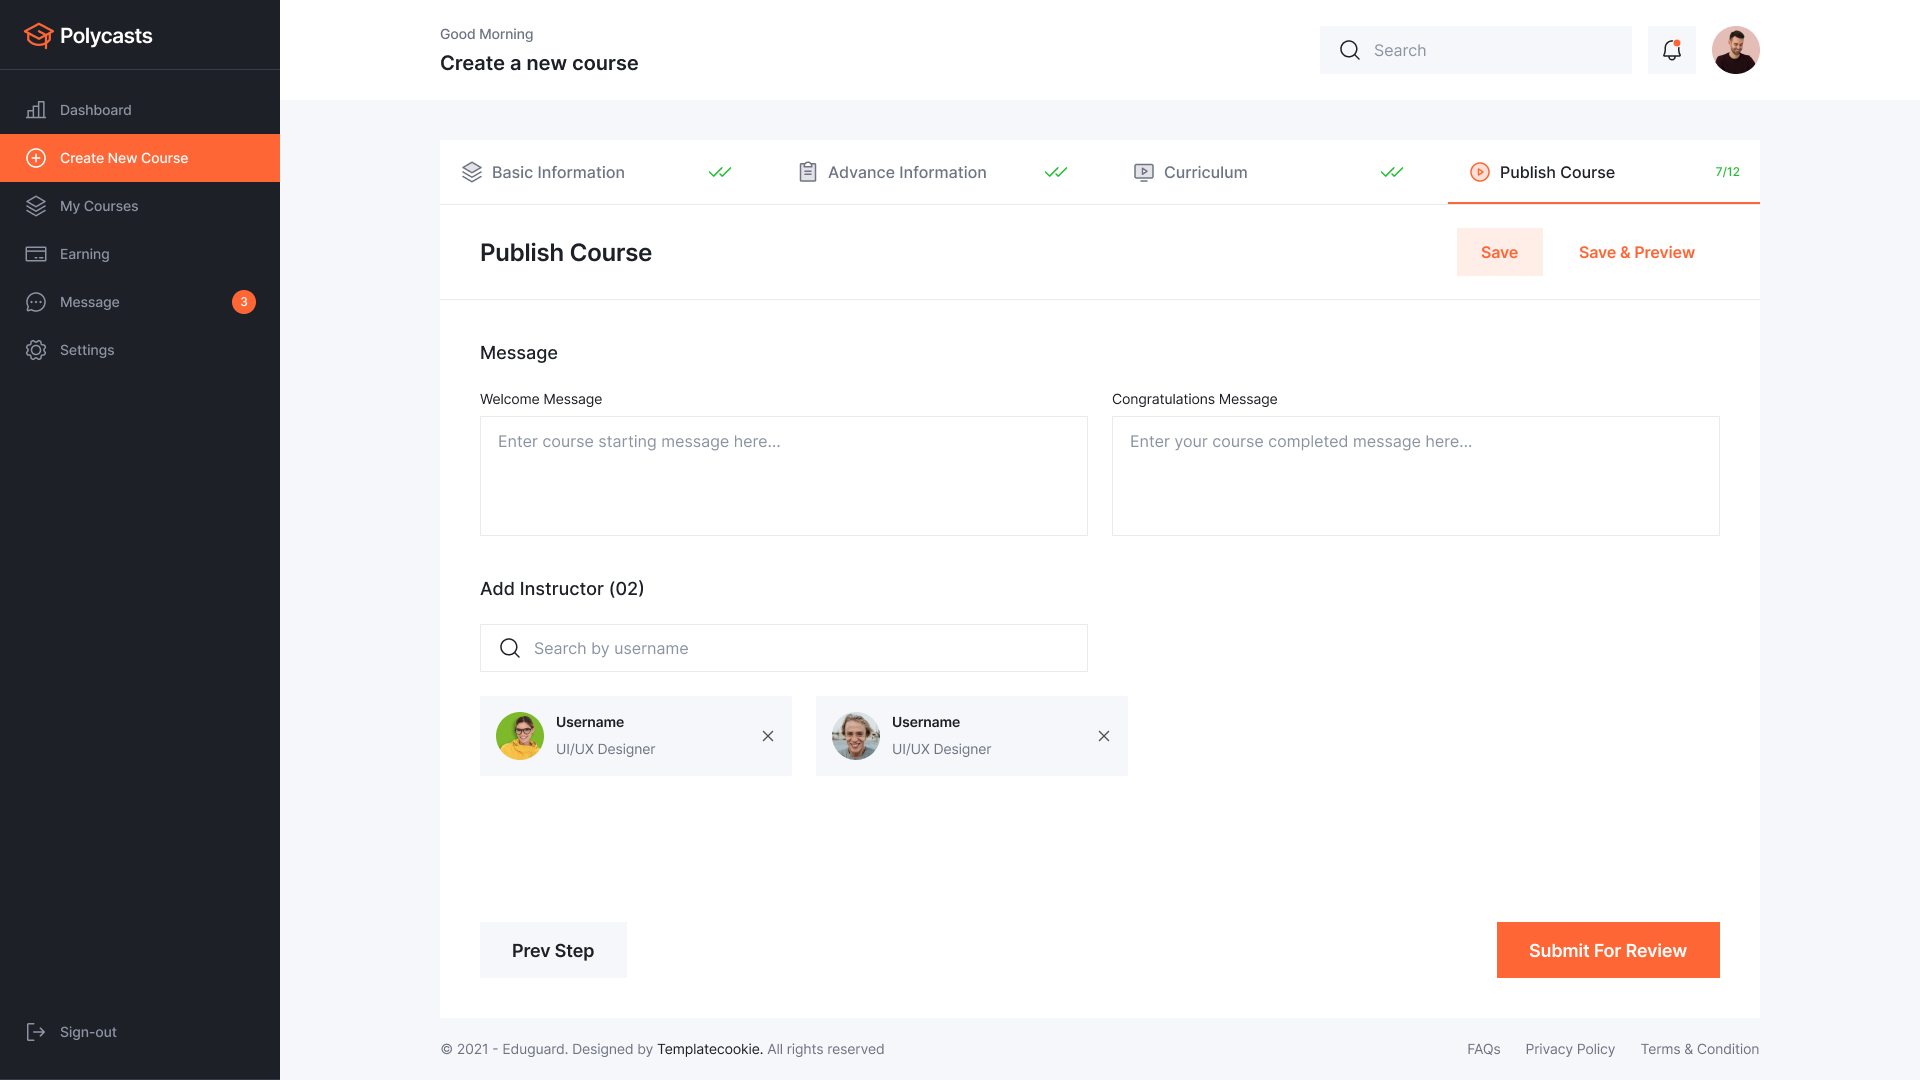 Polycasts
Dashboard
Create New Course
My Courses
Earning
Message
3
Settings
Sign-out
Good Morning
Create a new course
Search
Basic Information
Advance Information
Curriculum
Publish Course
7/12
Publish Course
Save
Save & Preview
Message
Welcome Message
Enter course starting message here...
Congratulations Message
Enter your course completed message here...
Add Instructor (02)
Search by username
Username
UI/UX Designer
Username
UI/UX Designer
Prev Step
Submit For Review
© 2021 - Eduguard. Designed by Templatecookie. All rights reserved
FAQs
Privacy Policy
Terms & Condition